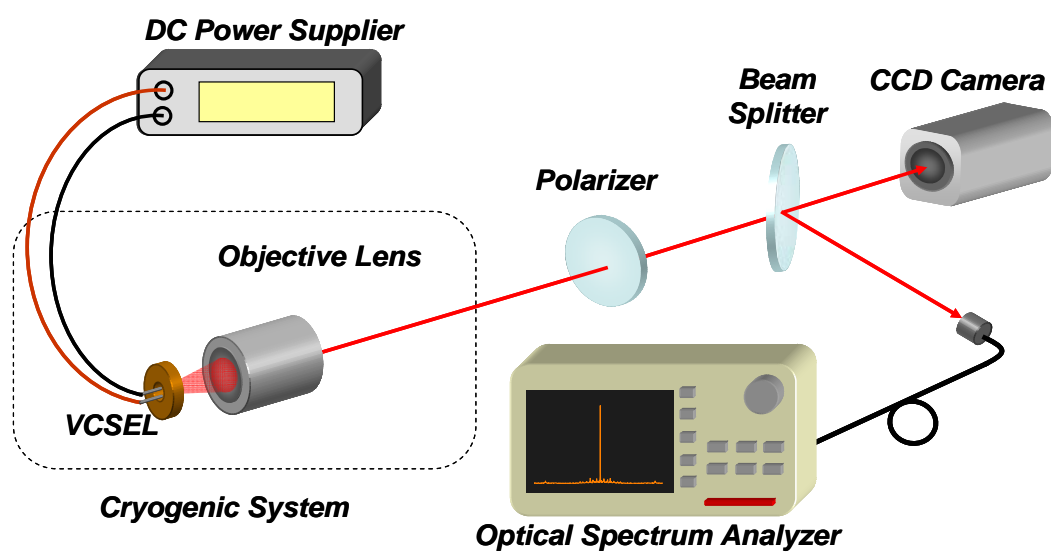 DC Power Supplier
Beam
Splitter
CCD Camera
Polarizer
Objective Lens
VCSEL
Cryogenic System
Optical Spectrum Analyzer